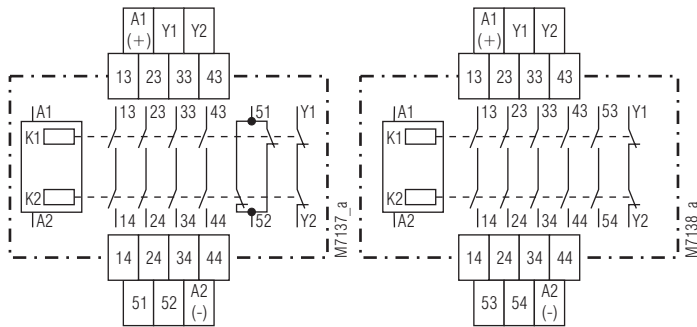 A1 (+) Y1 Y2
13 23 33 43
A1 13 23 33 43 51 Y1
K1
K2
A2 14 24 34 44 52 Y2
14 24 34 44
51 52 A2 (-)
M7137_a
A1 (+) Y1 Y2
13 23 33 43
A1 13 23 33 43 53 Y1
K1
K2
A2 14 24 34 44 54 Y2
14 24 34 44
53 54 A2 (-)
M7138_a